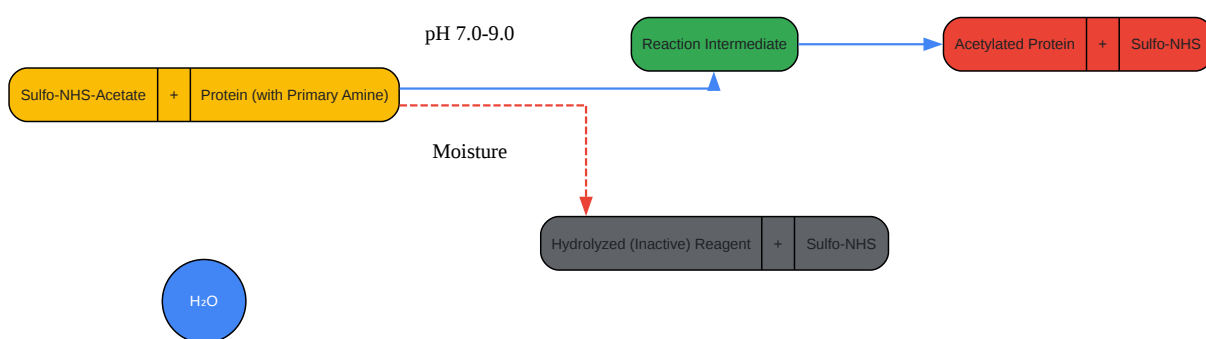 pH 7.0-9.0
Reaction Intermediate
Acetylated Protein + Sulfo-NHS
Sulfo-NHS-Acetate + Protein (with Primary Amine)
Moisture
Hydrolyzed (Inactive) Reagent + Sulfo-NHS
H₂O